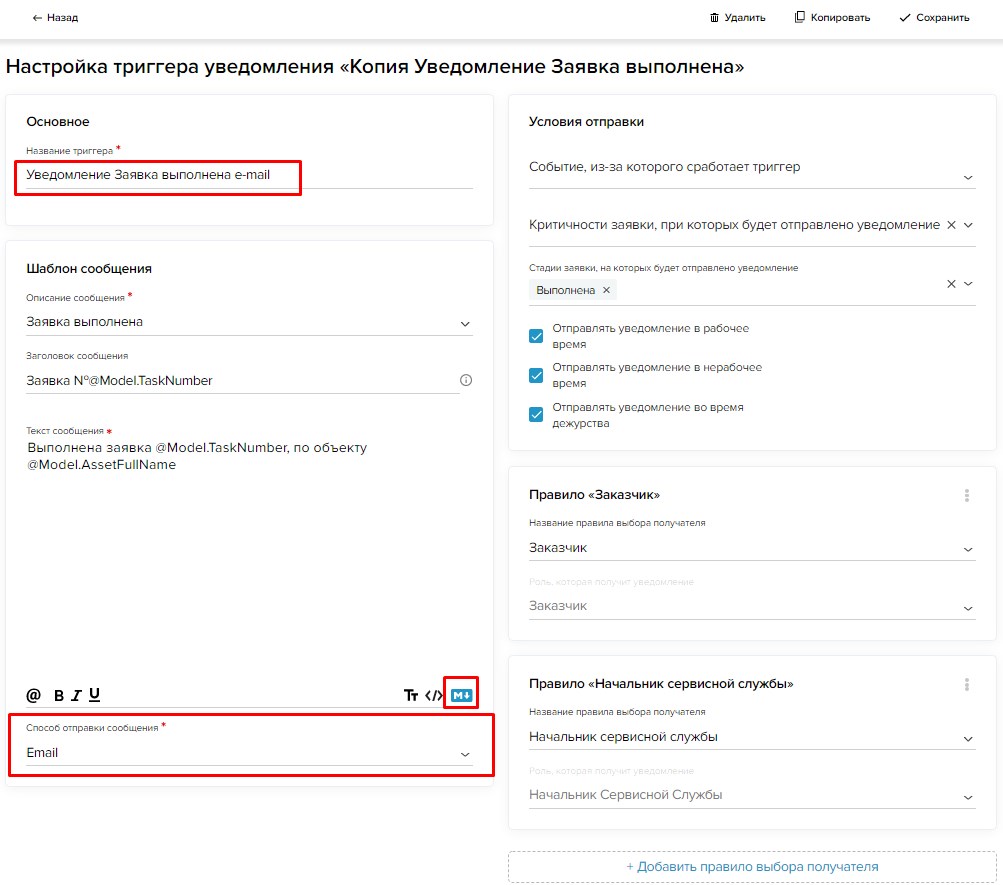 ← Назад
Удалить
Копировать
Сохранить
Настройка триггера уведомления «Копия Уведомление Заявка выполнена»
Основное
Название триггера *
Уведомление Заявка выполнена e-mail
Шаблон сообщения
Описание сообщения *
Заявка выполнена
Заголовок сообщения
Заявка №@Model.TaskNumber
Текст сообщения *
Выполнена заявка @Model.TaskNumber, по объекту
@Model.AssetFullName
@ B I U Tт </> M↓
Способ отправки сообщения *
Email
Условия отправки
Событие, из-за которого сработает триггер
Критичности заявки, при которых будет отправлено уведомление
Стадии заявки, на которых будет отправлено уведомление
Выполнена ×
Отправлять уведомление в рабочее
время
Отправлять уведомление в нерабочее
время
Отправлять уведомление во время
дежурства
Правило «Заказчик»
Название правила выбора получателя
Заказчик
Роль, которая получит уведомление
Заказчик
Правило «Начальник сервисной службы»
Название правила выбора получателя
Начальник сервисной службы
Роль, которая получит уведомление
Начальник Сервисной Службы
+ Добавить правило выбора получателя